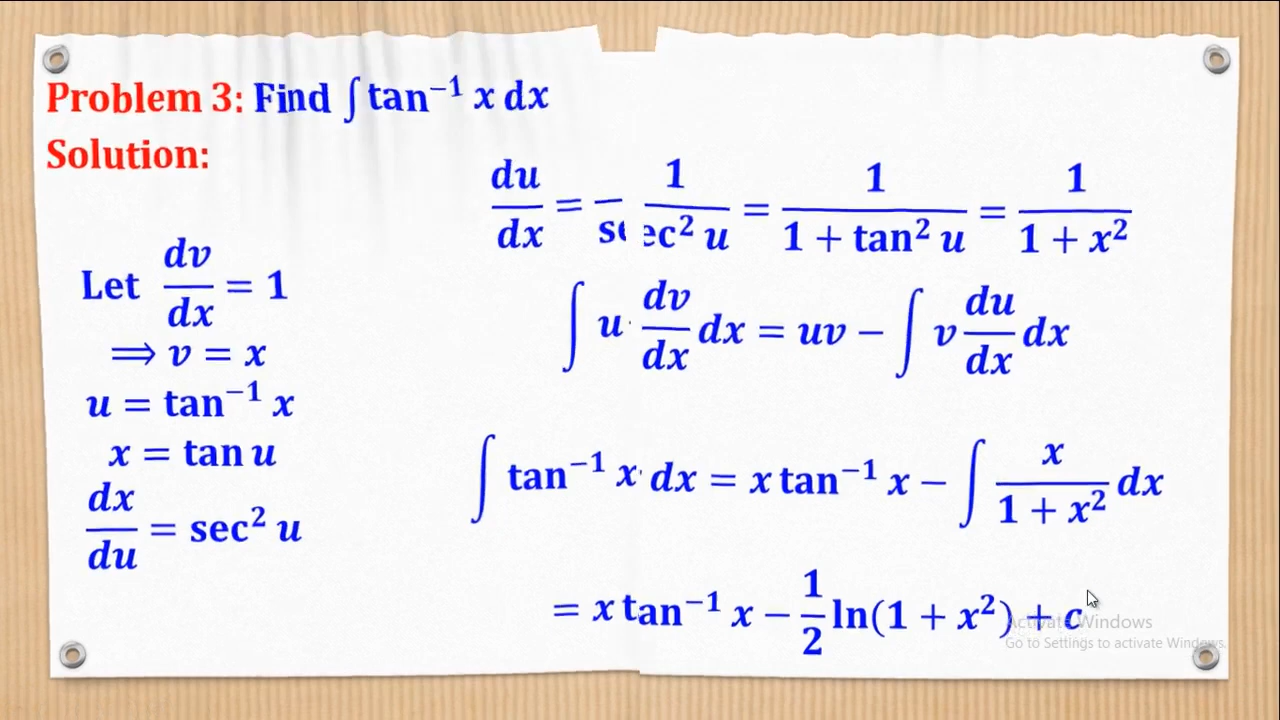 Problem 3: Find ∫ tan⁻¹ x dx
Solution:
Let dv/dx = 1
⟹ v = x
u = tan⁻¹ x
x = tan u
dx/du = sec² u
du/dx = 1/sec² u = 1/(1 + tan² u) = 1/(1 + x²)
∫ u dv/dx dx = uv − ∫ v du/dx dx
∫ tan⁻¹ x dx = x tan⁻¹ x − ∫ x/(1 + x²) dx
= x tan⁻¹ x − 1/2 ln(1 + x²) + c
Activate Windows
Go to Settings to activate Windows.